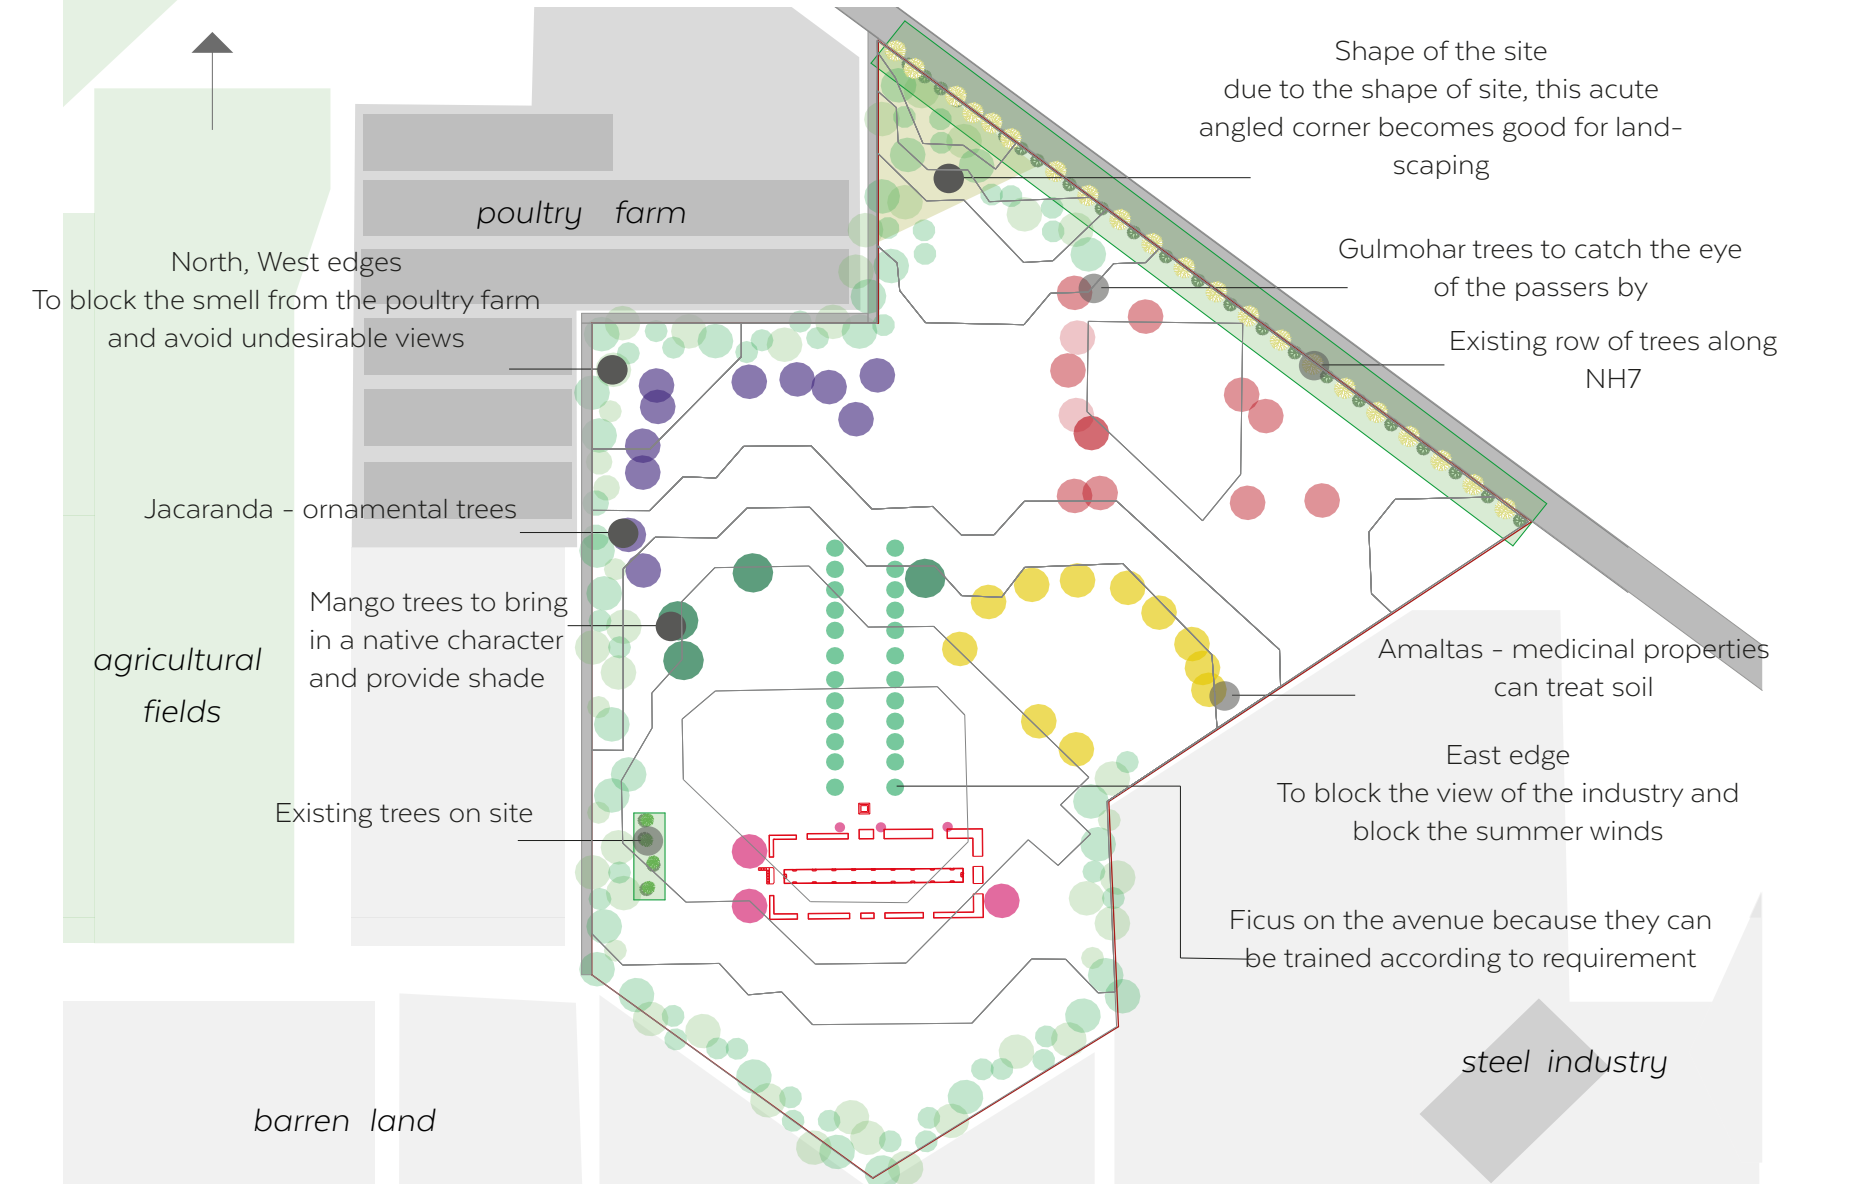 Shape of the site
due to the shape of site, this acute
angled corner becomes good for land-
scaping
poultry farm
North, West edges
To block the smell from the poultry farm
and avoid undesirable views
Gulmohar trees to catch the eye
of the passers by
Existing row of trees along
NH7
Jacaranda - ornamental trees
Mango trees to bring
in a native character
and provide shade
agricultural
fields
Amaltas - medicinal properties
can treat soil
East edge
To block the view of the industry and
block the summer winds
Existing trees on site
Ficus on the avenue because they can
be trained according to requirement
steel industry
barren land